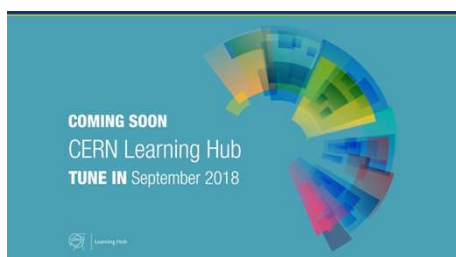 COMING SOON
CERN Learning Hub
TUNE IN September 2018
Learning Hub